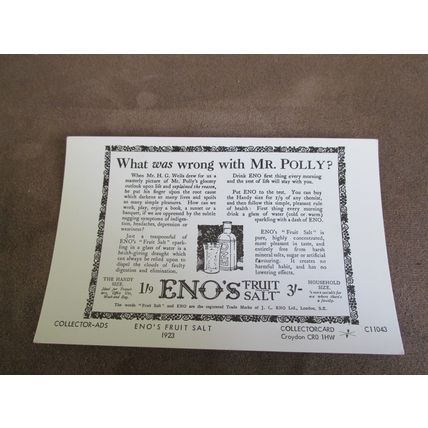 What was wrong with MR. POLLY?
When Mr. H. G. Wells drew for us a
masterly picture of Mr. Polly's gloomy
outlook upon life and explained the reason,
he put his finger upon the root cause
which darkens so many lives and spoils
so many simple pleasures. How can we
work, play, enjoy a book, a sunset or a
banquet, if we are oppressed by the subtle
nagging symptoms of indiges-
tion, headaches, depression or
weariness?
Just a teaspoonful of
ENO's "Fruit Salt" spark-
ling in a glass of water is a
health-giving draught which
can always be relied upon to
dispel the clouds of faulty
digestion and elimination.
Drink ENO first thing every morning
and the rest of life will stay with you.
Put ENO to the test. You can buy
the Handy size for 1/9 of any chemist,
and then follow this simple, pleasant rule
of health: First thing every morning
drink a glass of water (cold or warm)
sparkling with a dash of ENO.
ENO's "Fruit Salt" is
pure, highly concentrated,
most pleasant in taste, and
entirely free from harsh
mineral salts, sugar or artificial
flavouring. It creates no
harmful habit, and has no
lowering effects.
THE HANDY
SIZE.
1/9 ENO'S FRUIT SALT 3/-
HOUSEHOLD
SIZE.
The words "Fruit Salt" and ENO are the registered Trade Marks of J. C. ENO Ltd., London, S.E.
COLLECTOR-ADS
ENO'S FRUIT SALT
1923
COLLECTORCARD
Croydon CR0 1HW
C11043